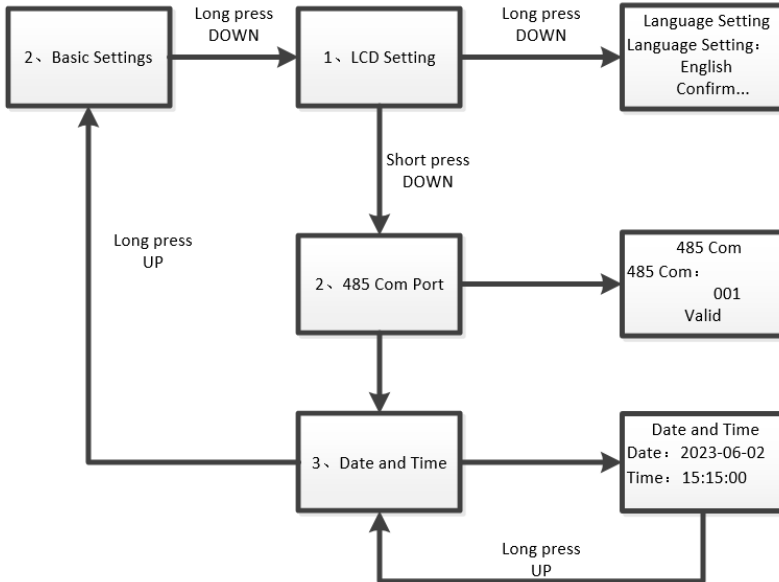 Long press
DOWN
Long press
DOWN
2、Basic Settings
1、LCD Setting
Language Setting
Language Setting：
English
Confirm...
Short press
DOWN
Long press
UP
2、485 Com Port
485 Com
485 Com：
001
Valid
3、Date and Time
Date and Time
Date：2023-06-02
Time：15:15:00
Long press
UP